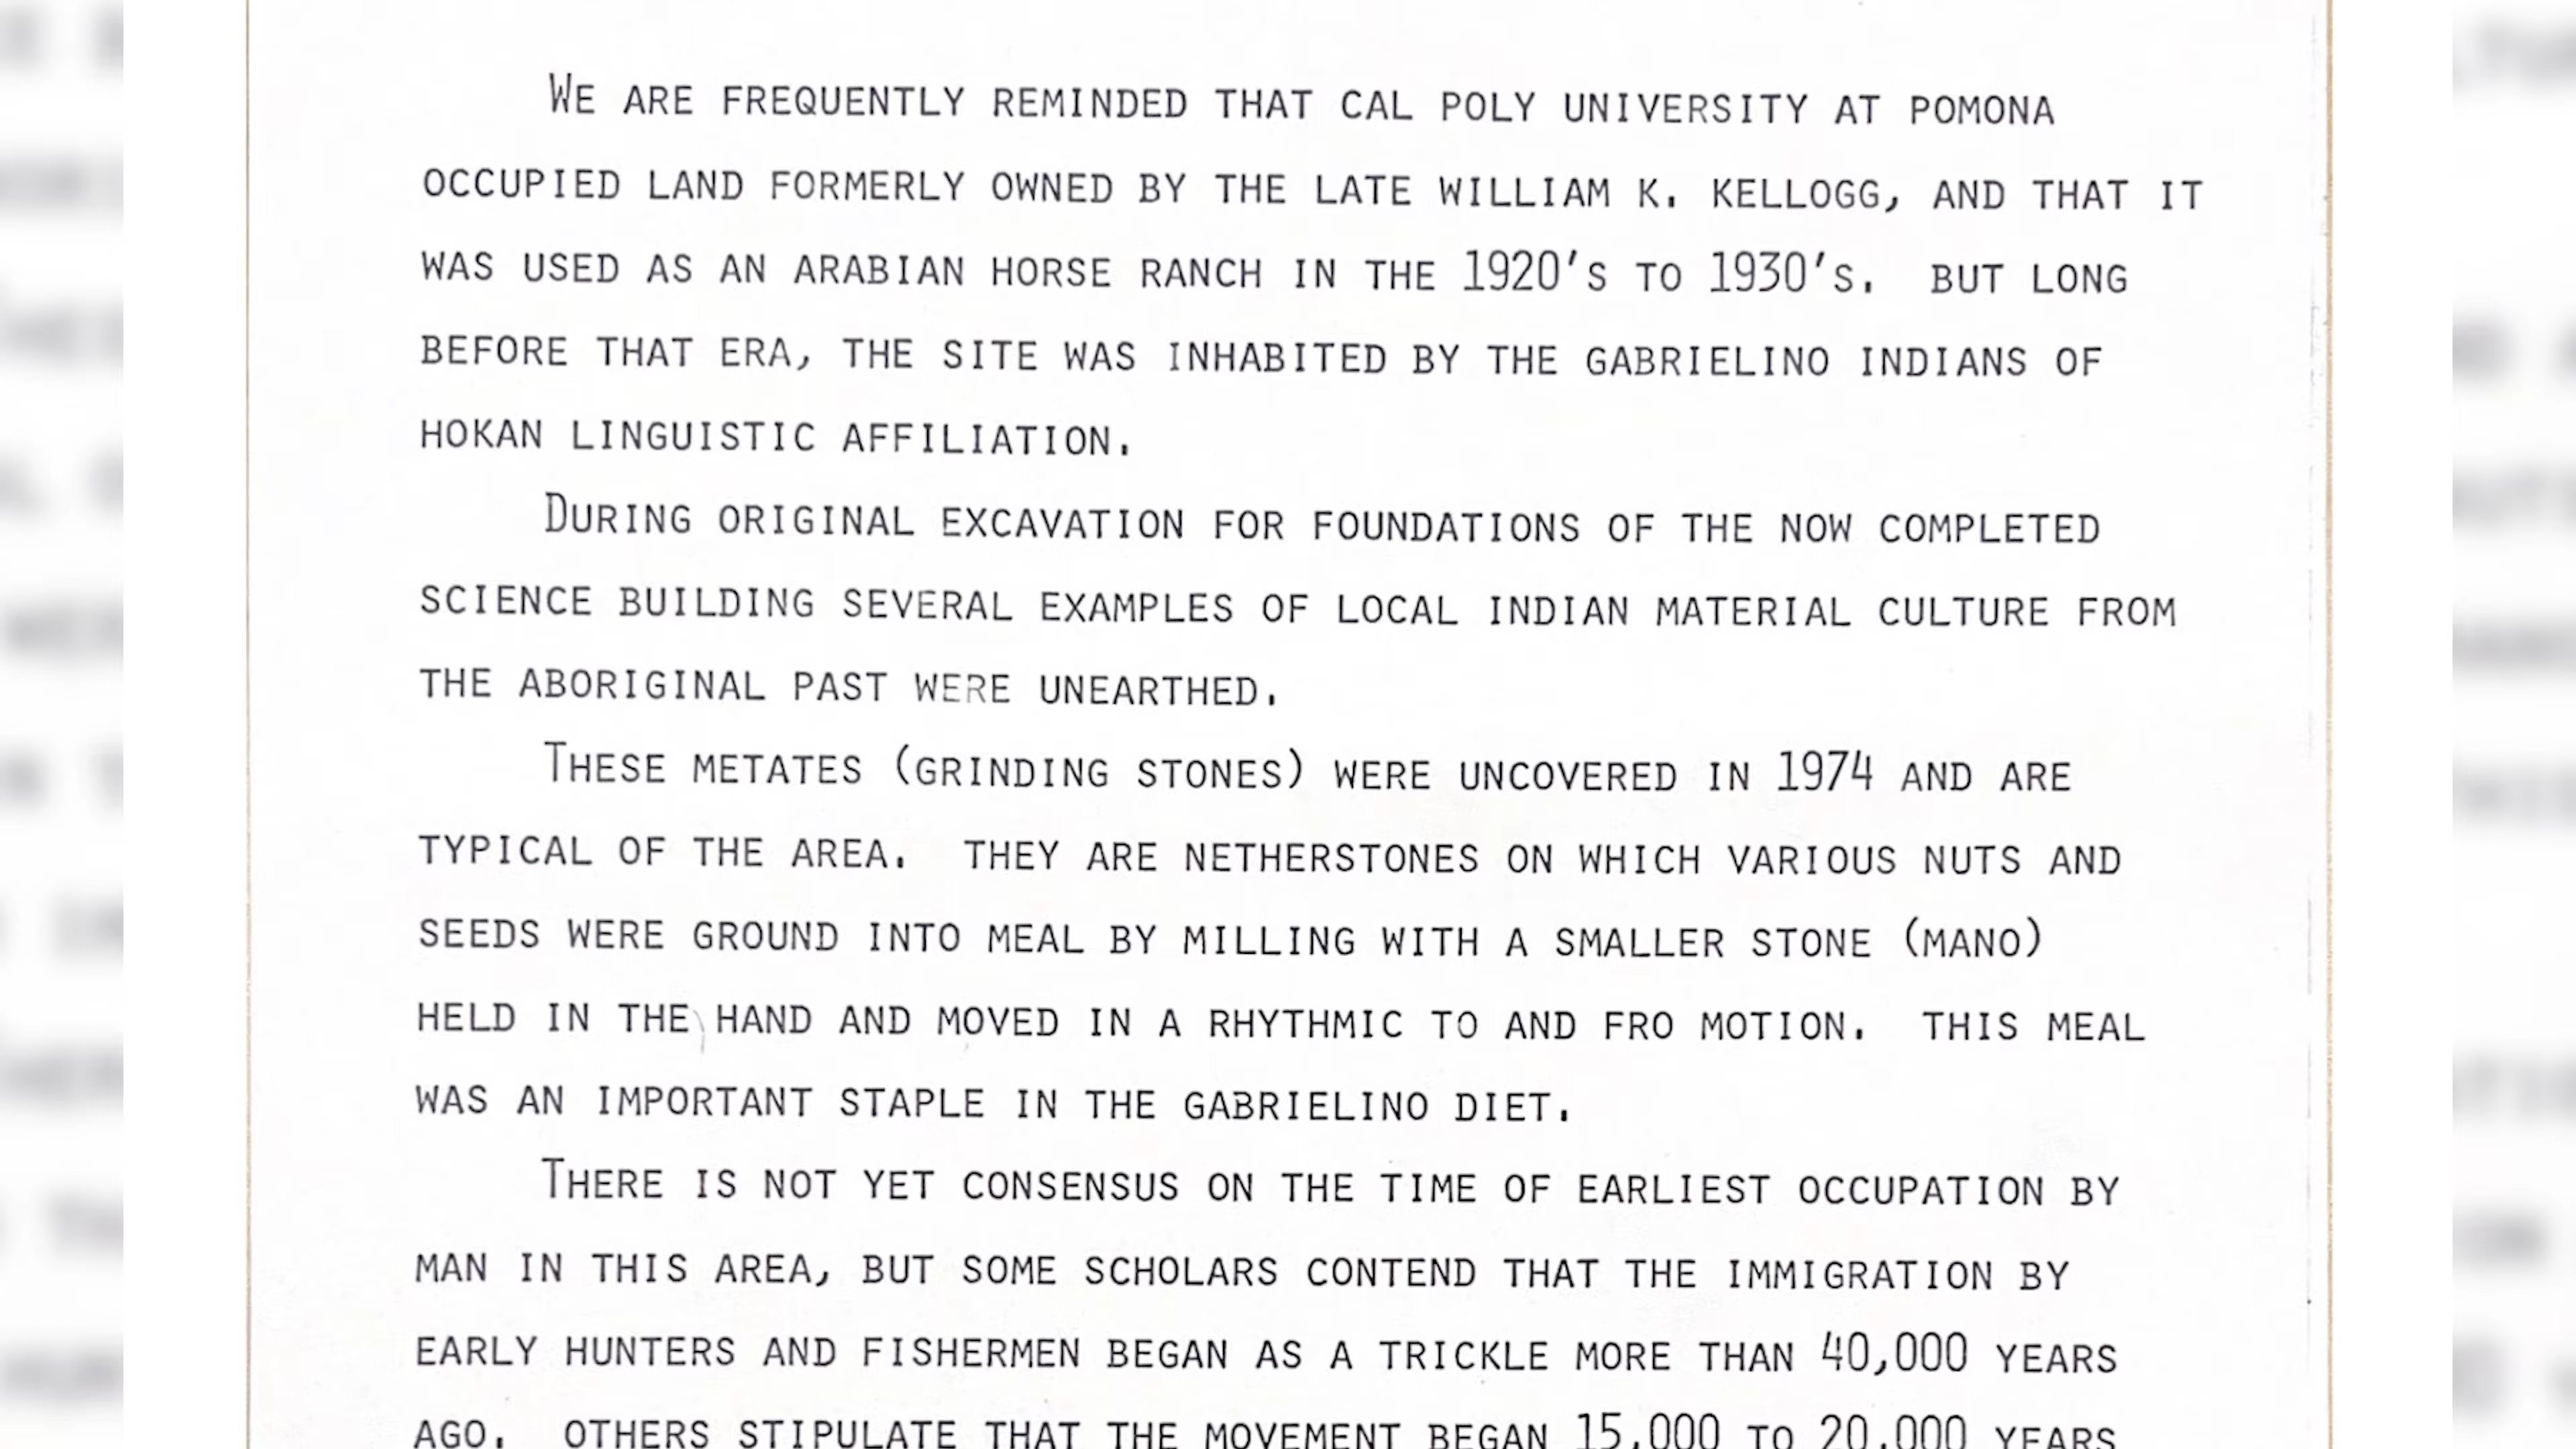 We are frequently reminded that Cal Poly University at Pomona
occupied land formerly owned by the late William K. Kellogg, and that it
was used as an Arabian horse ranch in the 1920's to 1930's. But long
before that era, the site was inhabited by the Gabrielino Indians of
Hokan linguistic affiliation.
During original excavation for foundations of the now completed
science building several examples of local Indian material culture from
the aboriginal past were unearthed.
These metates (grinding stones) were uncovered in 1974 and are
typical of the area. They are netherstones on which various nuts and
seeds were ground into meal by milling with a smaller stone (mano)
held in the hand and moved in a rhythmic to and fro motion. This meal
was an important staple in the Gabrielino diet.
There is not yet consensus on the time of earliest occupation by
man in this area, but some scholars contend that the immigration by
early hunters and fishermen began as a trickle more than 40,000 years
ago. Others stipulate that the movement began 15,000 to 20,000 years